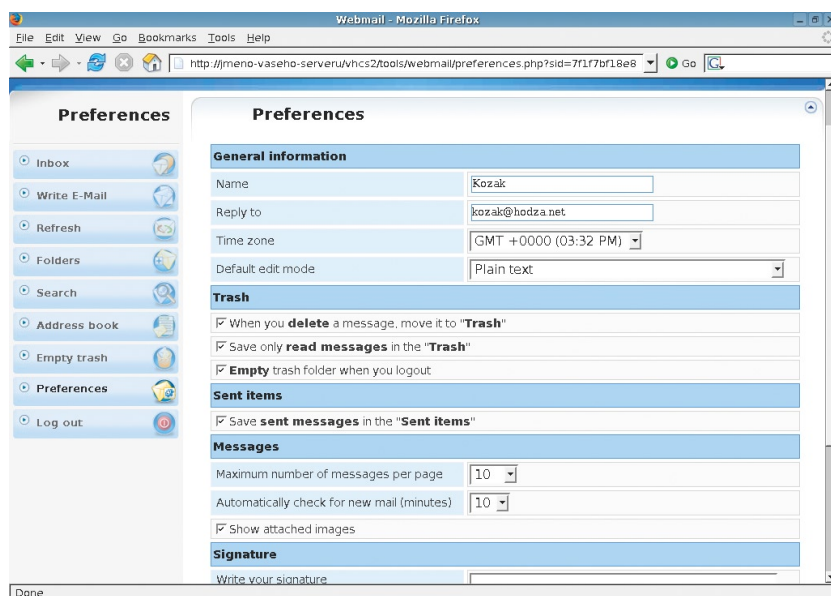 Webmail - Mozilla Firefox
File Edit View Go Bookmarks Tools Help
http://jmeno-vaseho-serveru/vhcs2/tools/webmail/preferences.php?sid=7f1f7bf18e8 Go G
Preferences
Inbox
Write E-Mail
Refresh
Folders
Search
Address book
Empty trash
Preferences
Log out
Preferences
General information
Name Kozak
Reply to kozak@hodza.net
Time zone GMT +0000 (03:32 PM)
Default edit mode Plain text
Trash
When you delete a message, move it to "Trash"
Save only read messages in the "Trash"
Empty trash folder when you logout
Sent items
Save sent messages in the "Sent items"
Messages
Maximum number of messages per page 10
Automatically check for new mail (minutes) 10
Show attached images
Signature
Write your signature
Done